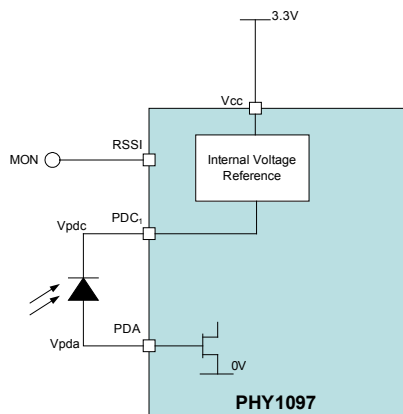 3.3V
Vcc
RSSI
MON
Internal Voltage
Reference
PDC1
Vpdc
PDA
Vpda
0V
PHY1097